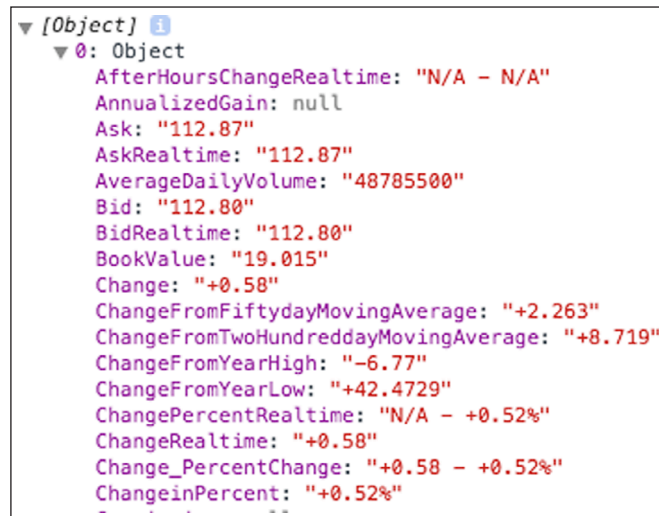 ▼ [Object] i
▼ 0: Object
AfterHoursChangeRealtime: "N/A - N/A"
AnnualizedGain: null
Ask: "112.87"
AskRealtime: "112.87"
AverageDailyVolume: "48785500"
Bid: "112.80"
BidRealtime: "112.80"
BookValue: "19.015"
Change: "+0.58"
ChangeFromFiftydayMovingAverage: "+2.263"
ChangeFromTwoHundreddayMovingAverage: "+8.719"
ChangeFromYearHigh: "-6.77"
ChangeFromYearLow: "+42.4729"
ChangePercentRealtime: "N/A - +0.52%"
ChangeRealtime: "+0.58"
Change_PercentChange: "+0.58 - +0.52%"
ChangeinPercent: "+0.52%"